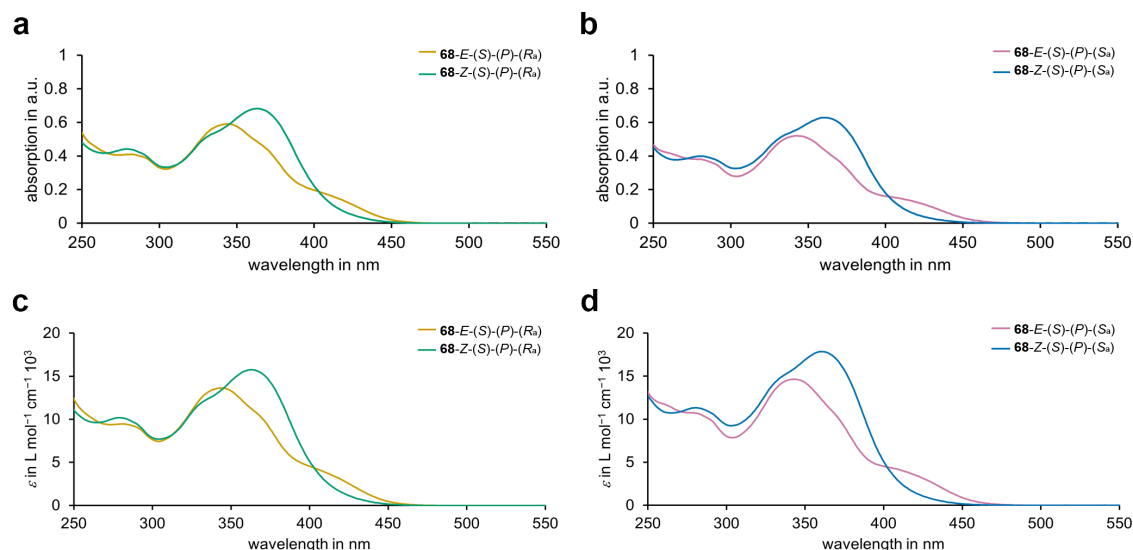 a
68-E-(S)-(P)-(Rₐ)
68-Z-(S)-(P)-(Rₐ)
absorption in a.u.
1
0.8
0.6
0.4
0.2
0
250 300 350 400 450 500 550
wavelength in nm
b
68-E-(S)-(P)-(Sₐ)
68-Z-(S)-(P)-(Sₐ)
absorption in a.u.
1
0.8
0.6
0.4
0.2
0
250 300 350 400 450 500 550
wavelength in nm
c
68-E-(S)-(P)-(Rₐ)
68-Z-(S)-(P)-(Rₐ)
ε in L mol⁻¹ cm⁻¹ 10³
20
15
10
5
0
250 300 350 400 450 500 550
wavelength in nm
d
68-E-(S)-(P)-(Sₐ)
68-Z-(S)-(P)-(Sₐ)
ε in L mol⁻¹ cm⁻¹ 10³
20
15
10
5
0
250 300 350 400 450 500 550
wavelength in nm